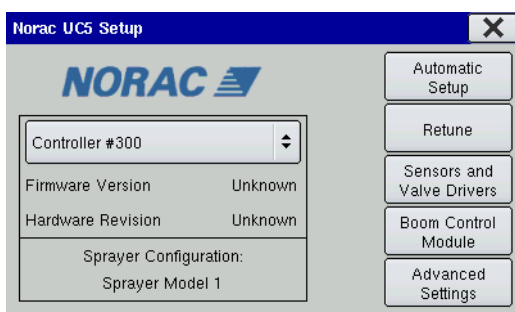 Norac UC5 Setup
NORAC
Controller #300
Firmware Version Unknown
Hardware Revision Unknown
Sprayer Configuration:
Sprayer Model 1
Automatic
Setup
Retune
Sensors and
Valve Drivers
Boom Control
Module
Advanced
Settings